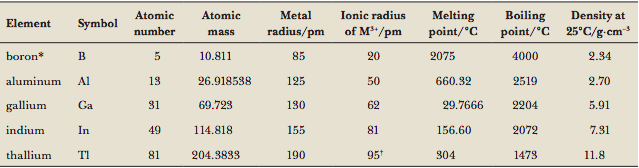 Element Symbol Atomic number Atomic mass Metal radius/pm Ionic radius of M³⁺/pm Melting point/°C Boiling point/°C Density at 25°C/g·cm⁻³
boron* B 5 10.811 85 20 2075 4000 2.34
aluminum Al 13 26.918538 125 50 660.32 2519 2.70
gallium Ga 31 69.723 130 62 29.7666 2204 5.91
indium In 49 114.818 155 81 156.60 2072 7.31
thallium Tl 81 204.3833 190 95† 304 1473 11.8